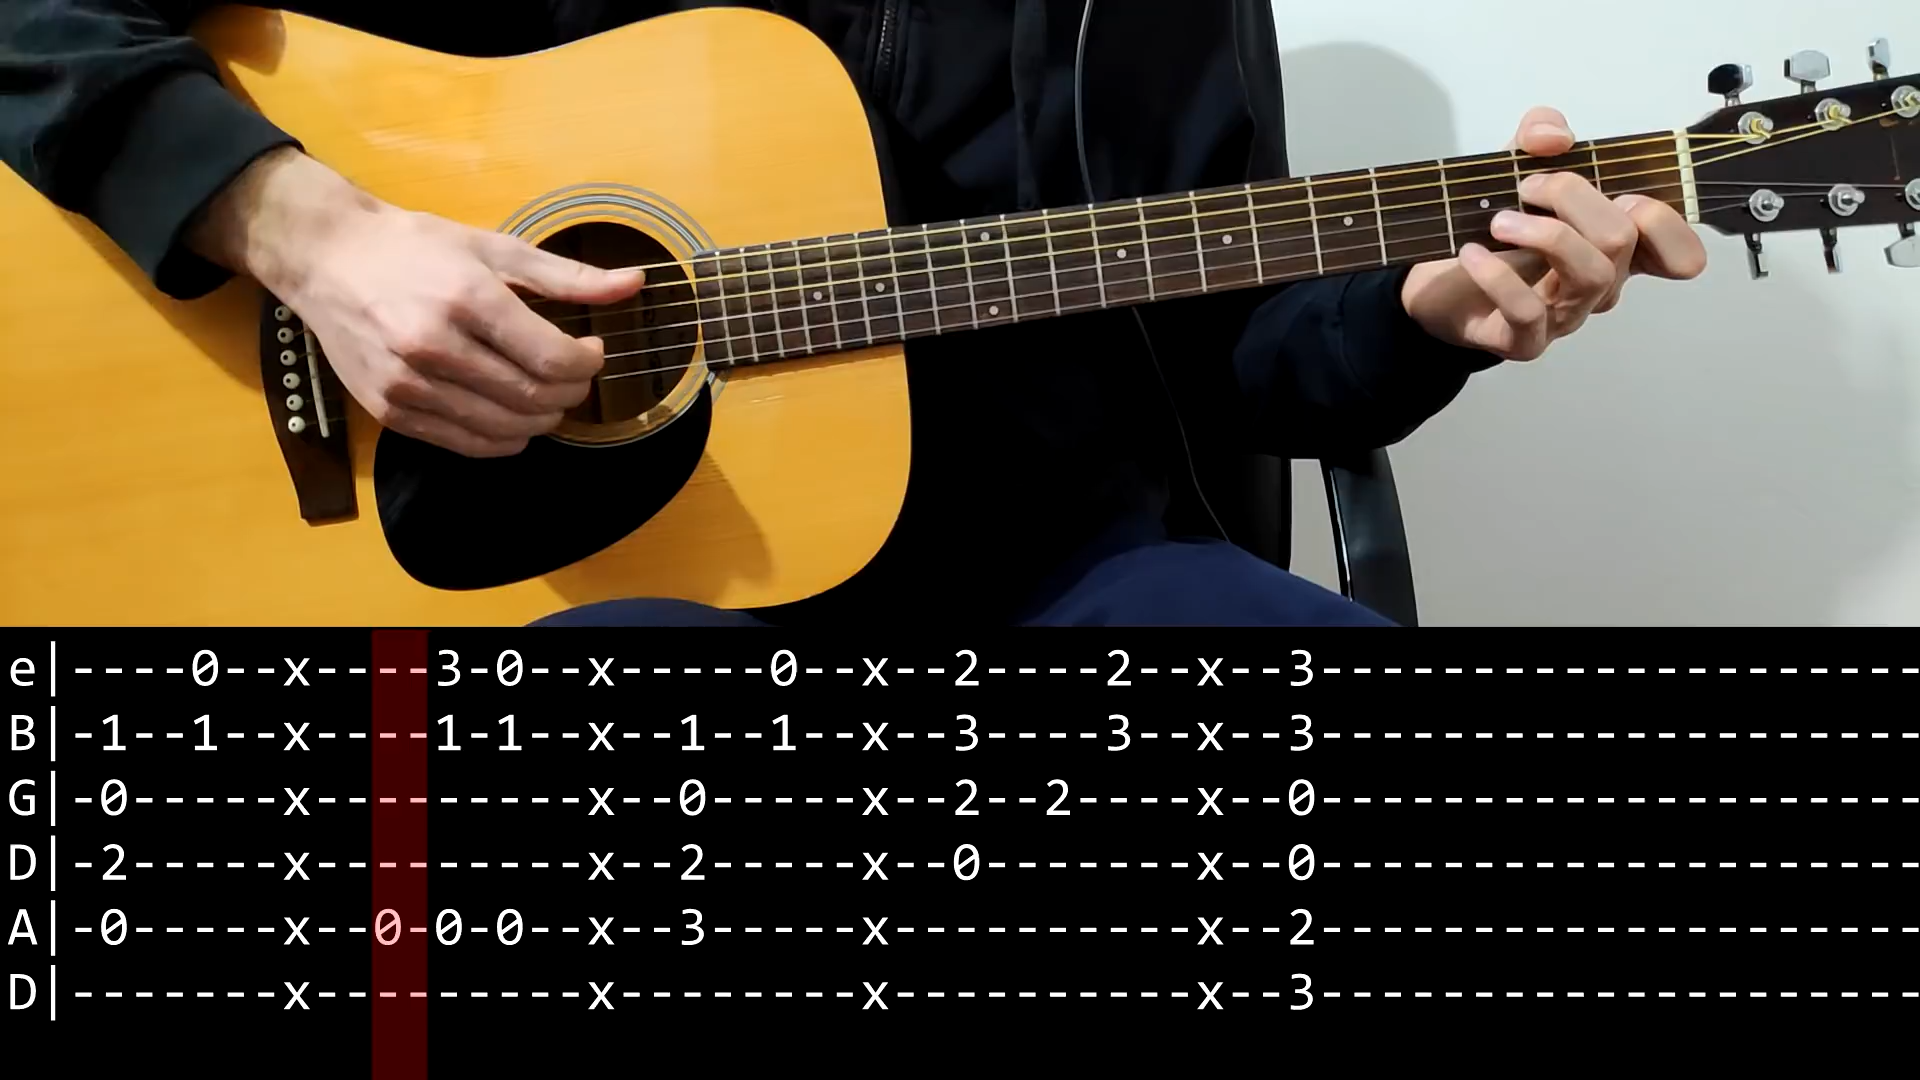 e|----0--x----3-0--x-----0--x--2----2--x--3--------------------
B|-1--1--x----1-1--x--1--1--x--3----3--x--3--------------------
G|-0-----x---------x--0-----x--2--2----x--0--------------------
D|-2-----x---------x--2-----x--0-------x--0--------------------
A|-0-----x--0-0-0--x--3-----x----------x--2--------------------
D|-------x---------x--------x----------x--3--------------------